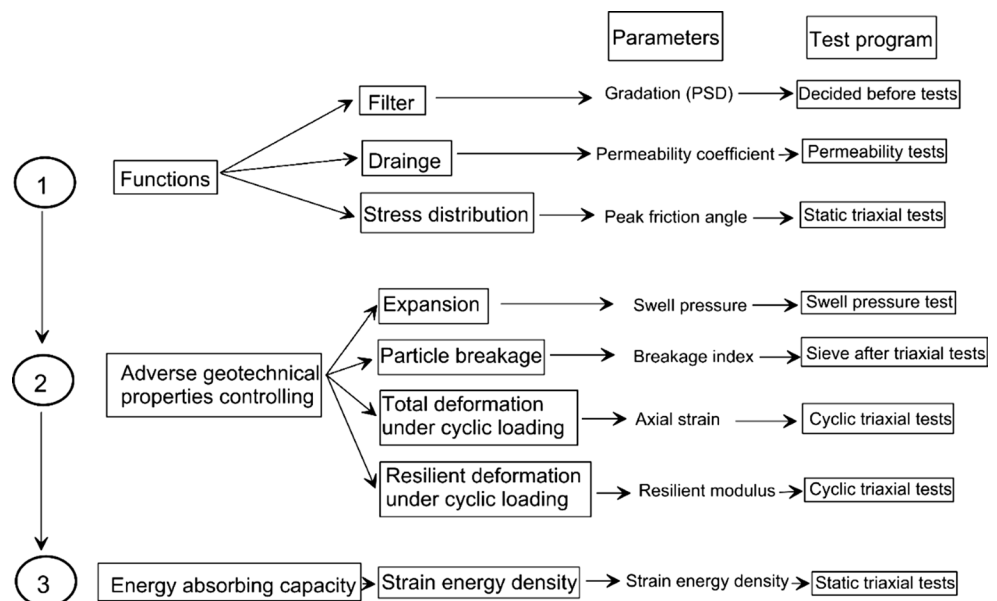 Parameters
Test program
Filter
Gradation (PSD)
Decided before tests
1
Functions
Drainge
Permeability coefficient
Permeability tests
Stress distribution
Peak friction angle
Static triaxial tests
Expansion
Swell pressure
Swell pressure test
2
Adverse geotechnical
properties controlling
Particle breakage
Breakage index
Sieve after triaxial tests
Total deformation
under cyclic loading
Axial strain
Cyclic triaxial tests
Resilient deformation
under cyclic loading
Resilient modulus
Cyclic triaxial tests
3
Energy absorbing capacity
Strain energy density
Strain energy density
Static triaxial tests